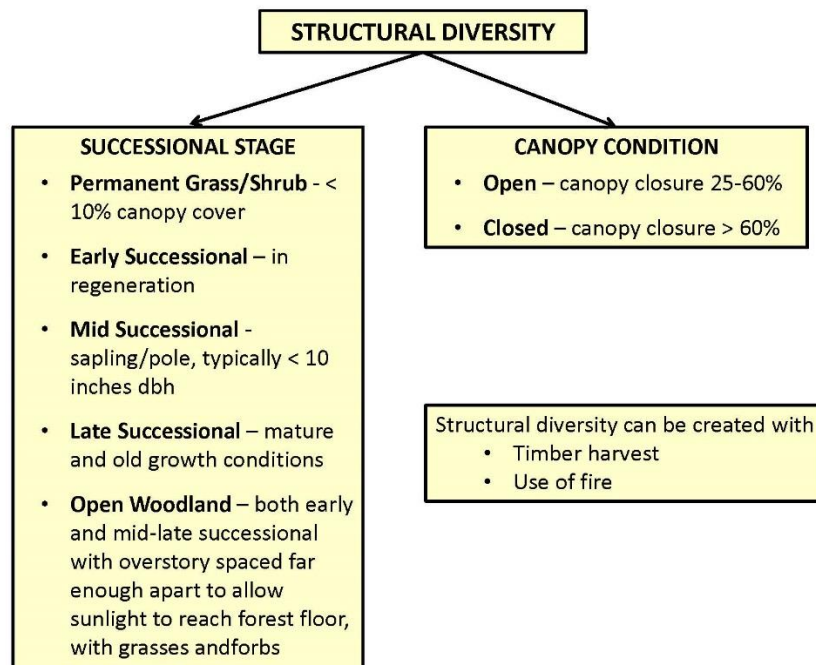 STRUCTURAL DIVERSITY
SUCCESSIONAL STAGE
• Permanent Grass/Shrub - <
10% canopy cover
• Early Successional – in
regeneration
• Mid Successional -
sapling/pole, typically < 10
inches dbh
• Late Successional – mature
and old growth conditions
• Open Woodland – both early
and mid-late successional
with overstory spaced far
enough apart to allow
sunlight to reach forest floor,
with grasses andforbs
CANOPY CONDITION
• Open – canopy closure 25-60%
• Closed – canopy closure > 60%
Structural diversity can be created with
• Timber harvest
• Use of fire